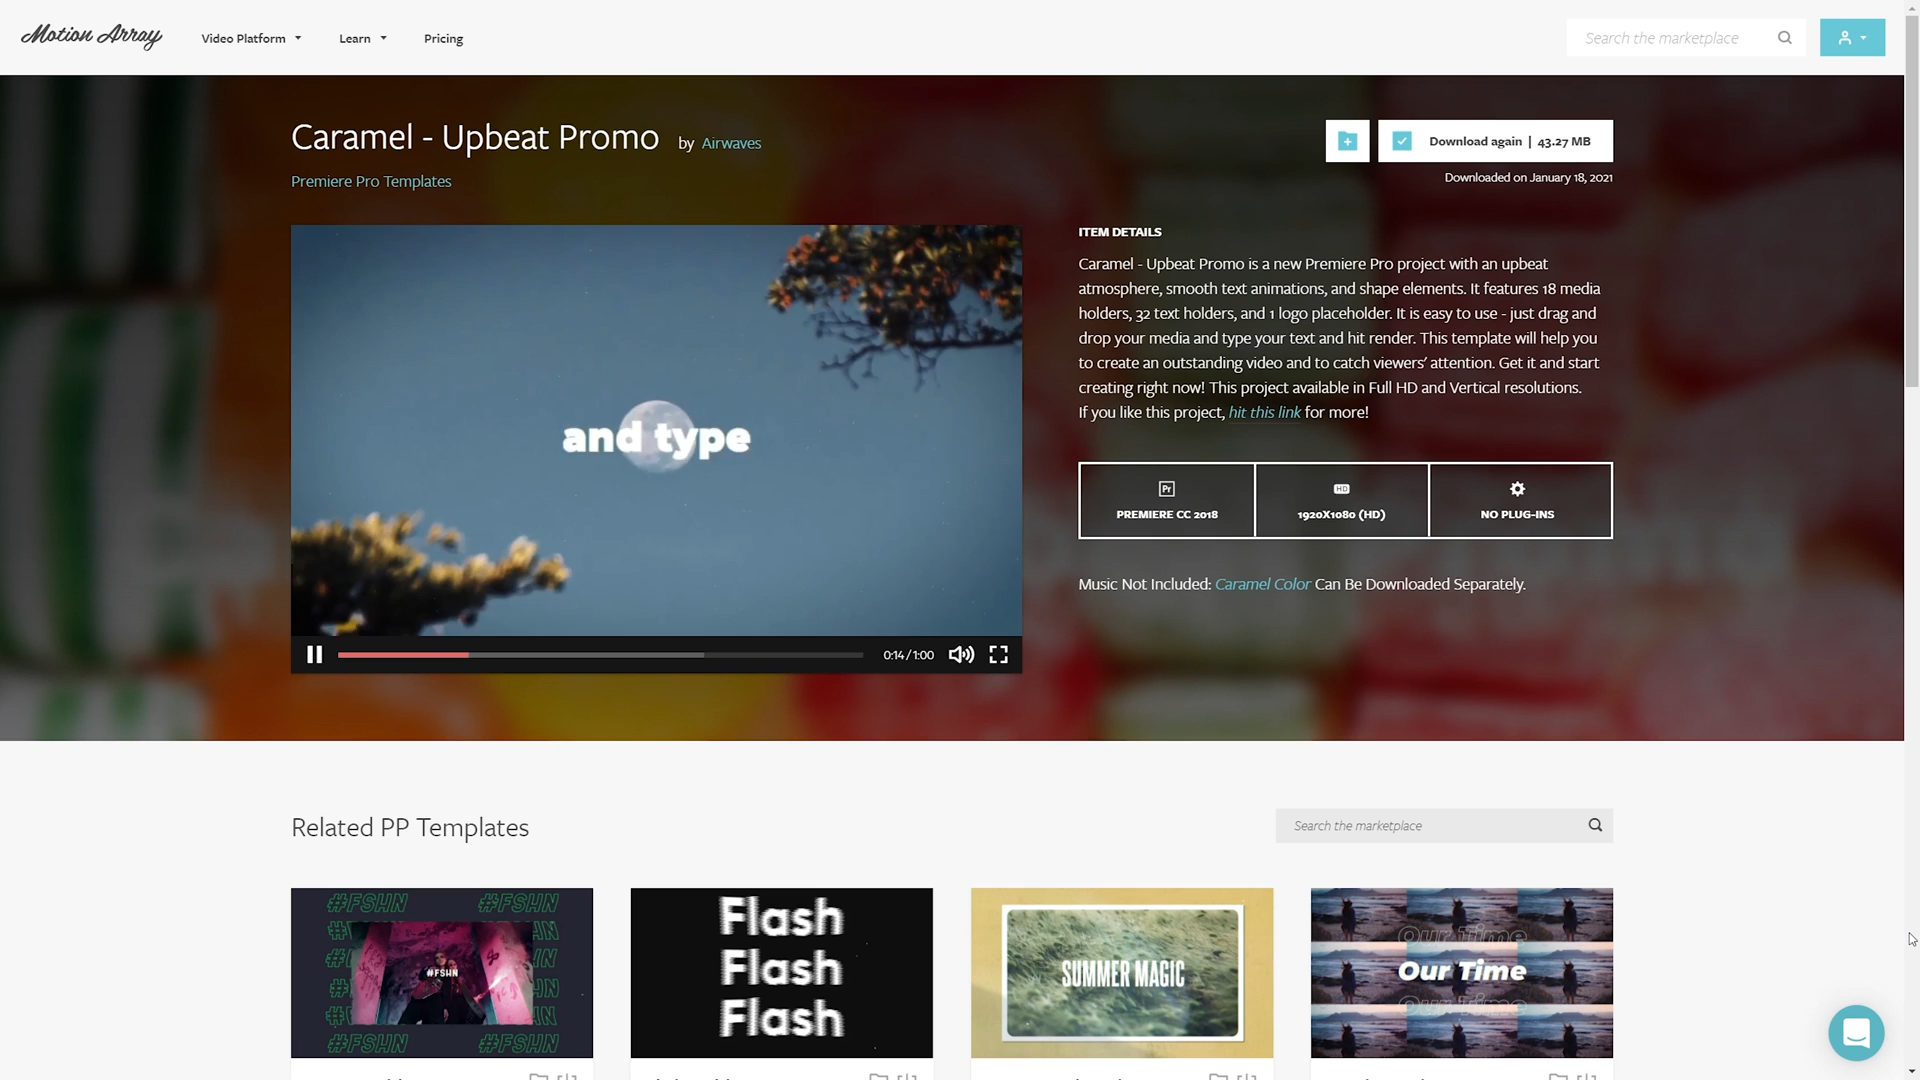 Motion Array
Video Platform
Learn
Pricing
Search the marketplace
Caramel - Upbeat Promo by Airwaves
Premiere Pro Templates
Download again | 43.27 MB
Downloaded on January 18, 2021
and type
0:14/1:00
ITEM DETAILS
Caramel - Upbeat Promo is a new Premiere Pro project with an upbeat
atmosphere, smooth text animations, and shape elements. It features 18 media
holders, 32 text holders, and 1 logo placeholder. It is easy to use - just drag and
drop your media and type your text and hit render. This template will help you
to create an outstanding video and to catch viewers' attention. Get it and start
creating right now! This project available in Full HD and Vertical resolutions.
If you like this project, hit this link for more!
Pr
PREMIERE CC 2018
HD
1920X1080 (HD)
NO PLUG-INS
Music Not Included: Caramel Color Can Be Downloaded Separately.
Related PP Templates
Search the marketplace
#FSHN #FSHN
#FSHN
#FSHN #FSHN
Flash
Flash
Flash
SUMMER MAGIC
Our Time
Our Time
Our Time